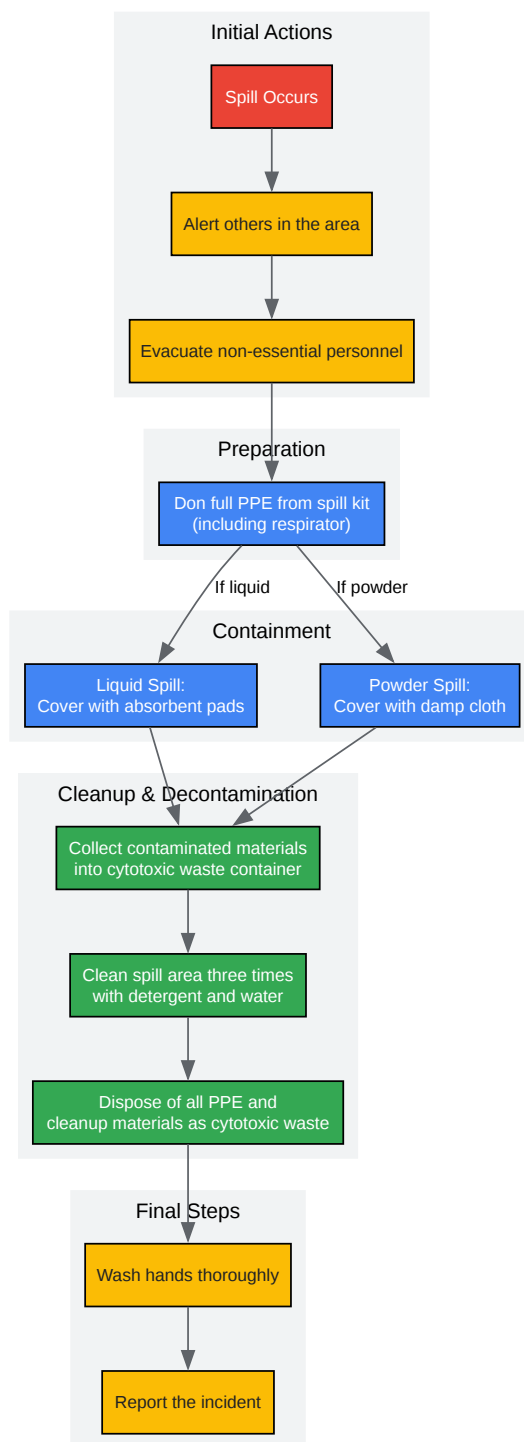 Initial Actions
Spill Occurs
Alert others in the area
Evacuate non-essential personnel
Preparation
Don full PPE from spill kit
(including respirator)
If liquid
If powder
Containment
Liquid Spill:
Cover with absorbent pads
Powder Spill:
Cover with damp cloth
Cleanup & Decontamination
Collect contaminated materials
into cytotoxic waste container
Clean spill area three times
with detergent and water
Dispose of all PPE and
cleanup materials as cytotoxic waste
Final Steps
Wash hands thoroughly
Report the incident